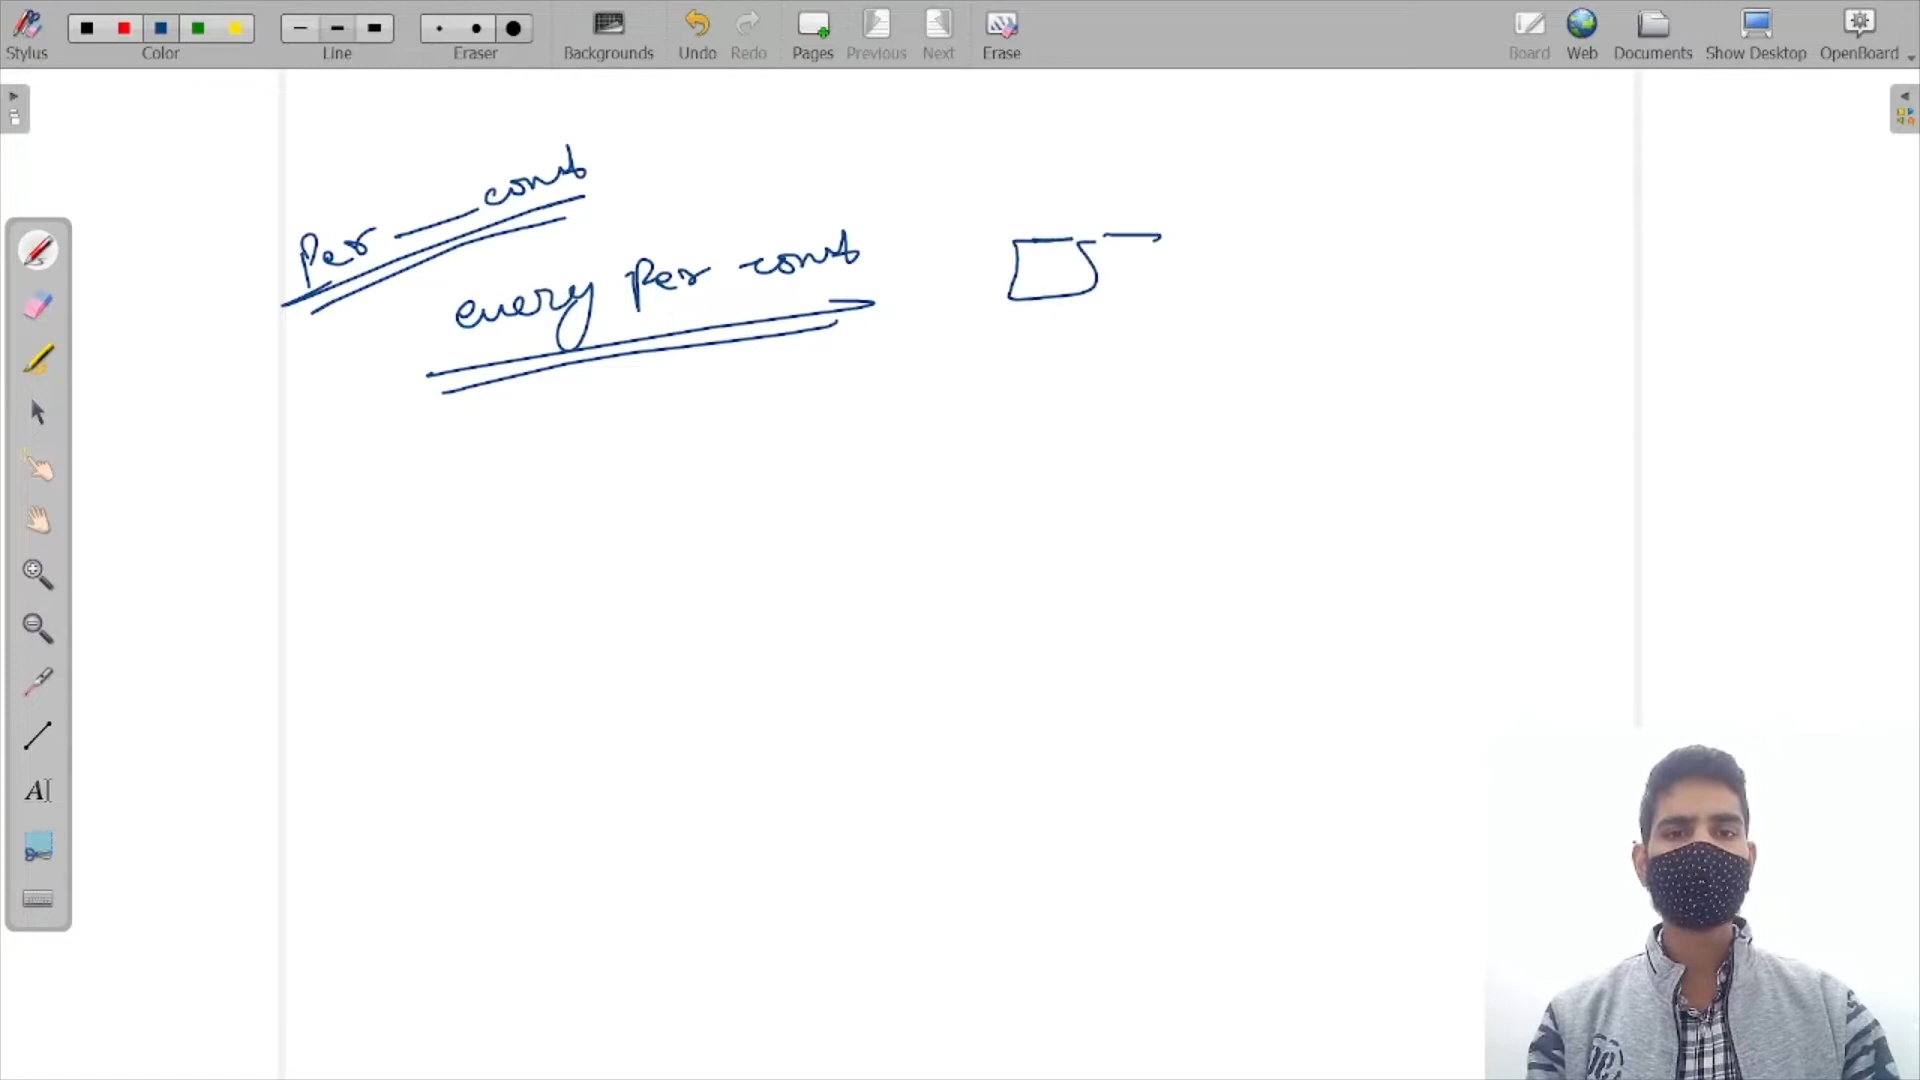 Stylus
Color
Line
Eraser
Backgrounds
Undo
Redo
Pages
Previous
Next
Erase
Board
Web
Documents
Show Desktop
OpenBoard
Per — const
every Per const